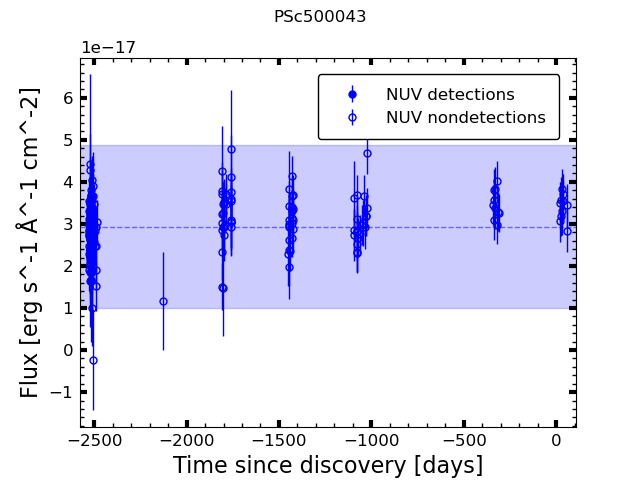 PSc500043
1e−17
NUV detections
NUV nondetections
6
5
4
3
2
1
0
−1
Flux [erg s^-1 Å^-1 cm^-2]
−2500 −2000 −1500 −1000 −500 0
Time since discovery [days]